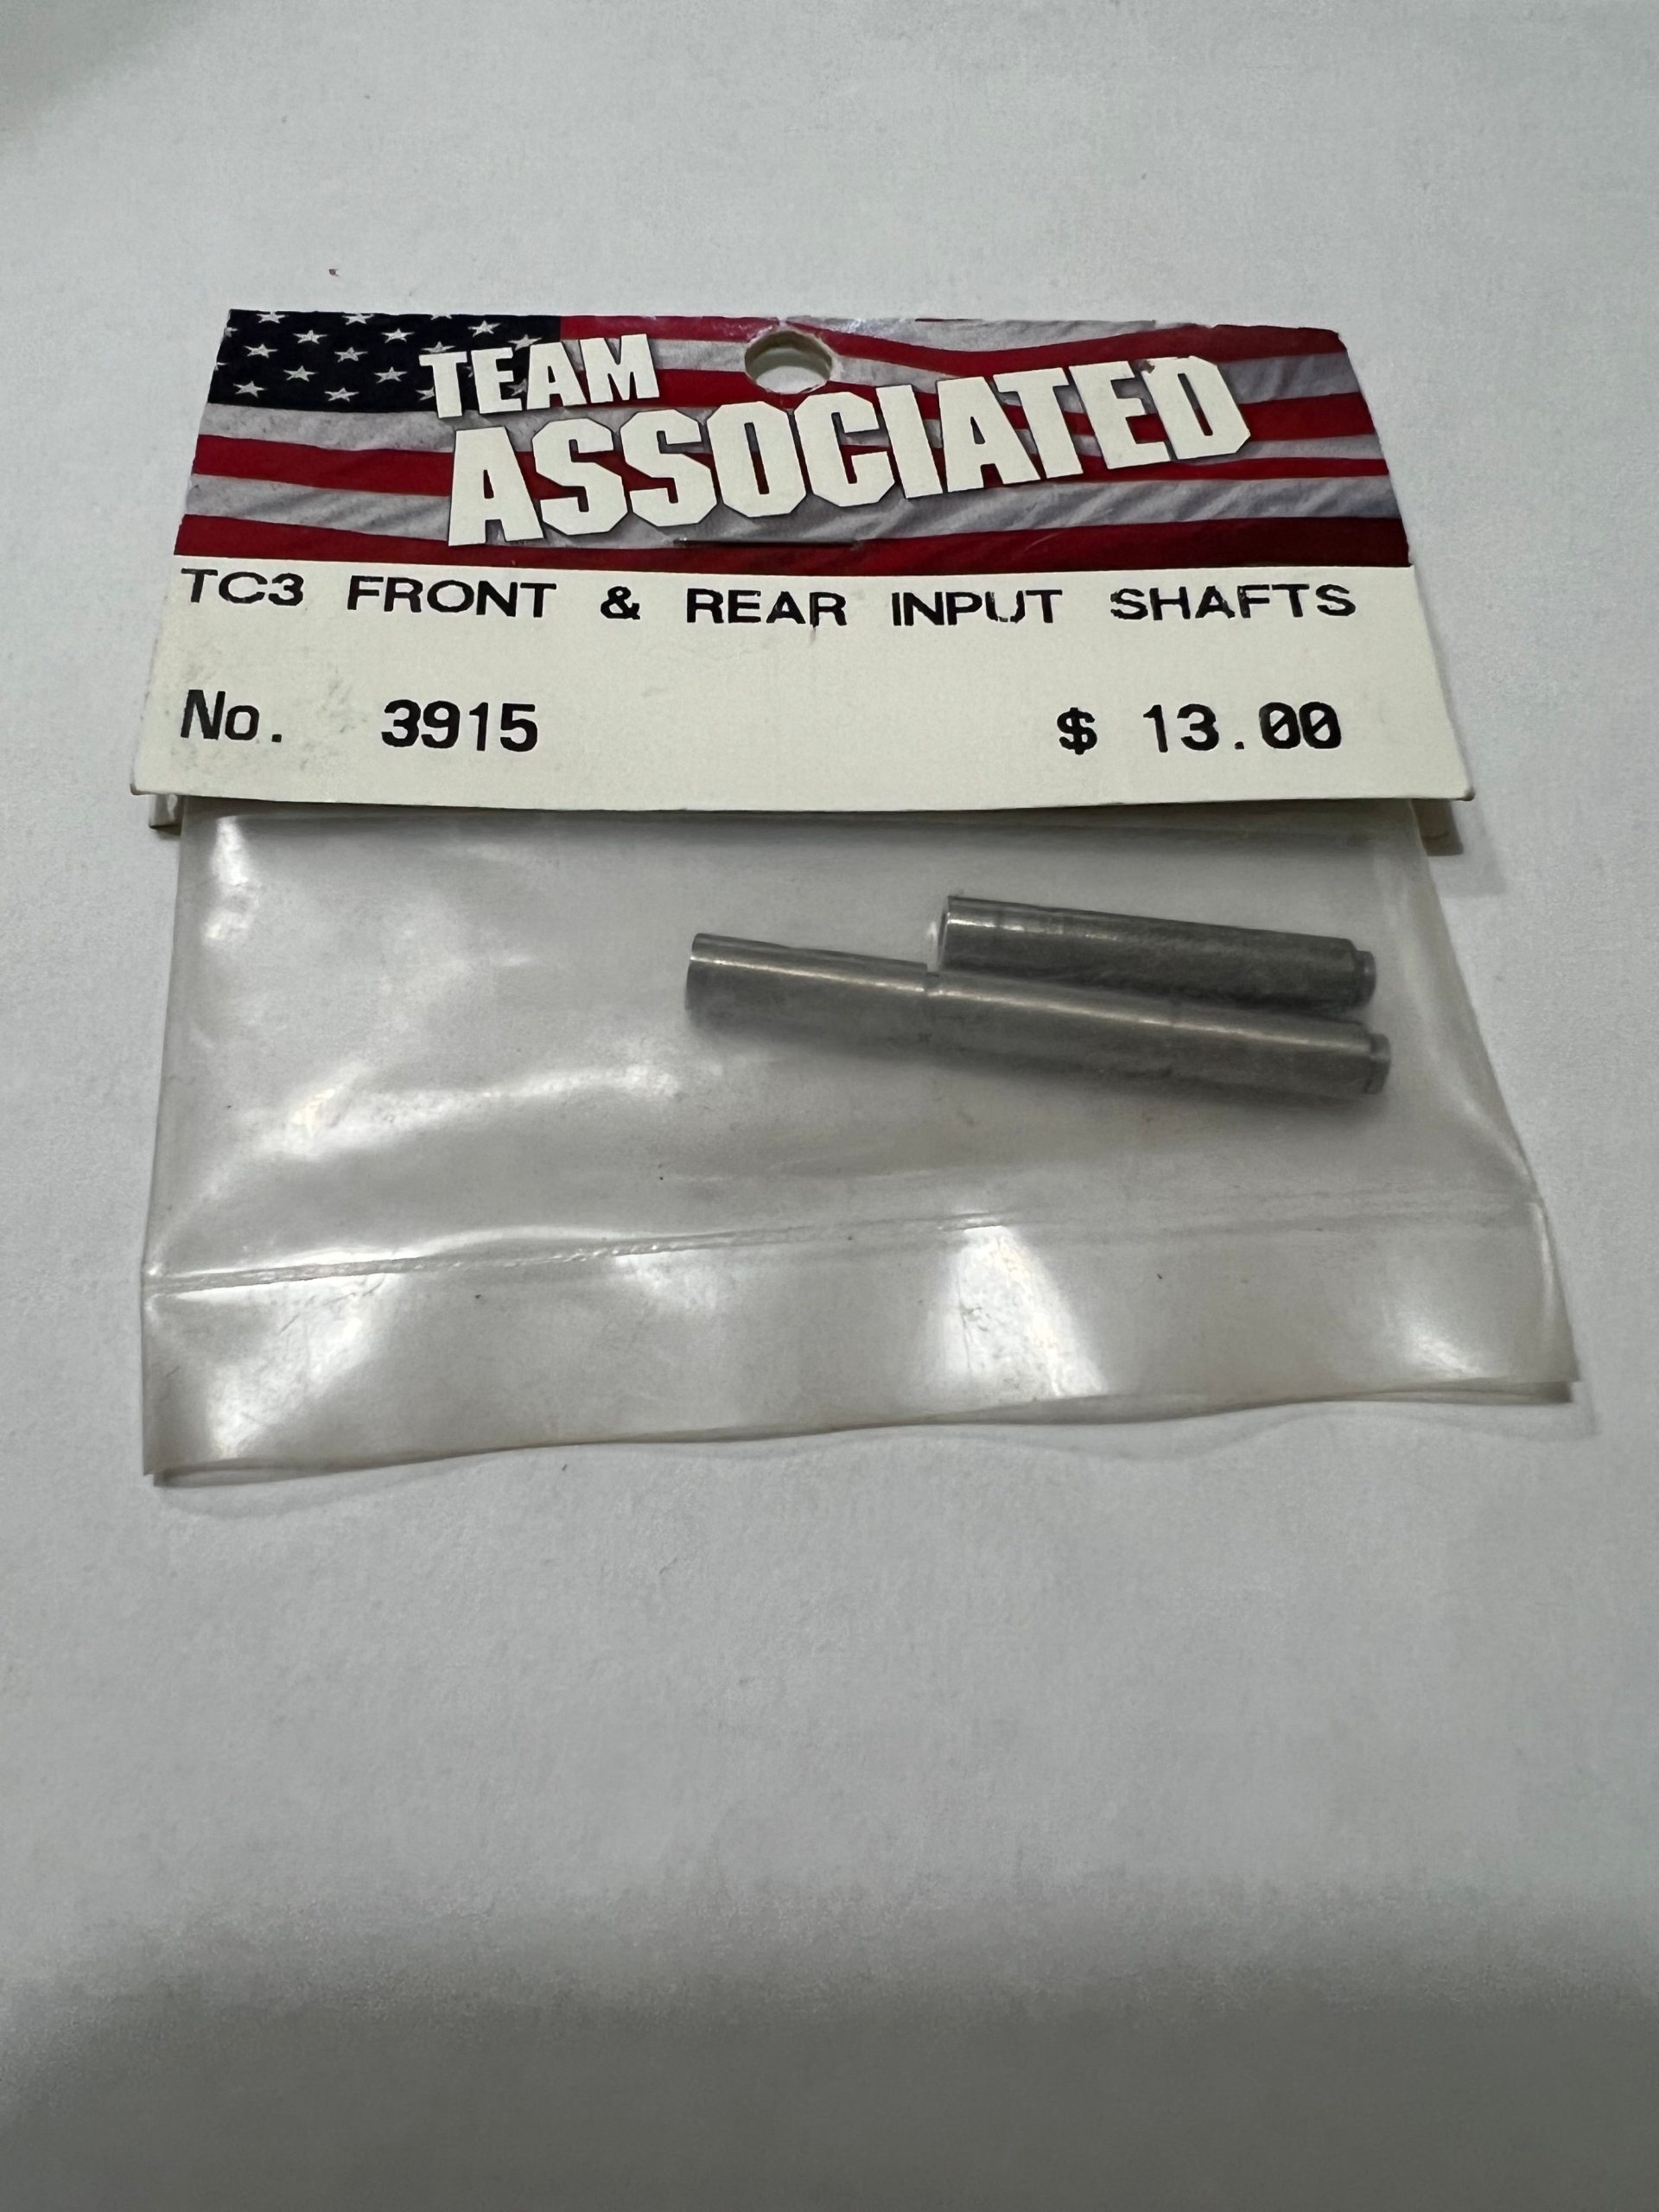 TEAM
ASSOCIATED
TC3 FRONT & REAR INPUT SHAFTS
No. 3915 $ 13.00